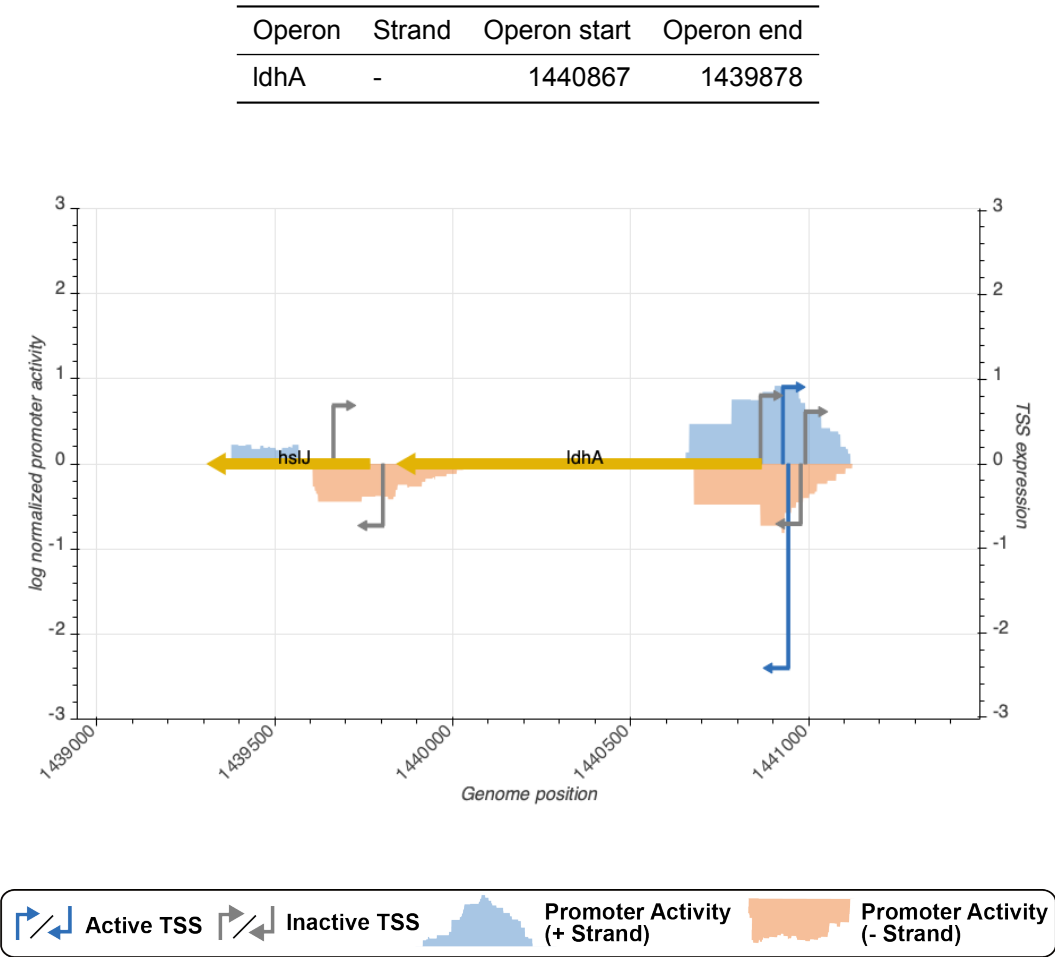 Operon Strand Operon start Operon end
ldhA - 1440867 1439878
3 3
2 2
1 1
0 0
-1 -1
-2 -2
-3 -3
log normalized promoter activity
TSS expression
hslJ ldhA
1439000 1439500 1440000 1440500 1441000
Genome position
Active TSS Inactive TSS Promoter Activity Promoter Activity
(+ Strand) (- Strand)